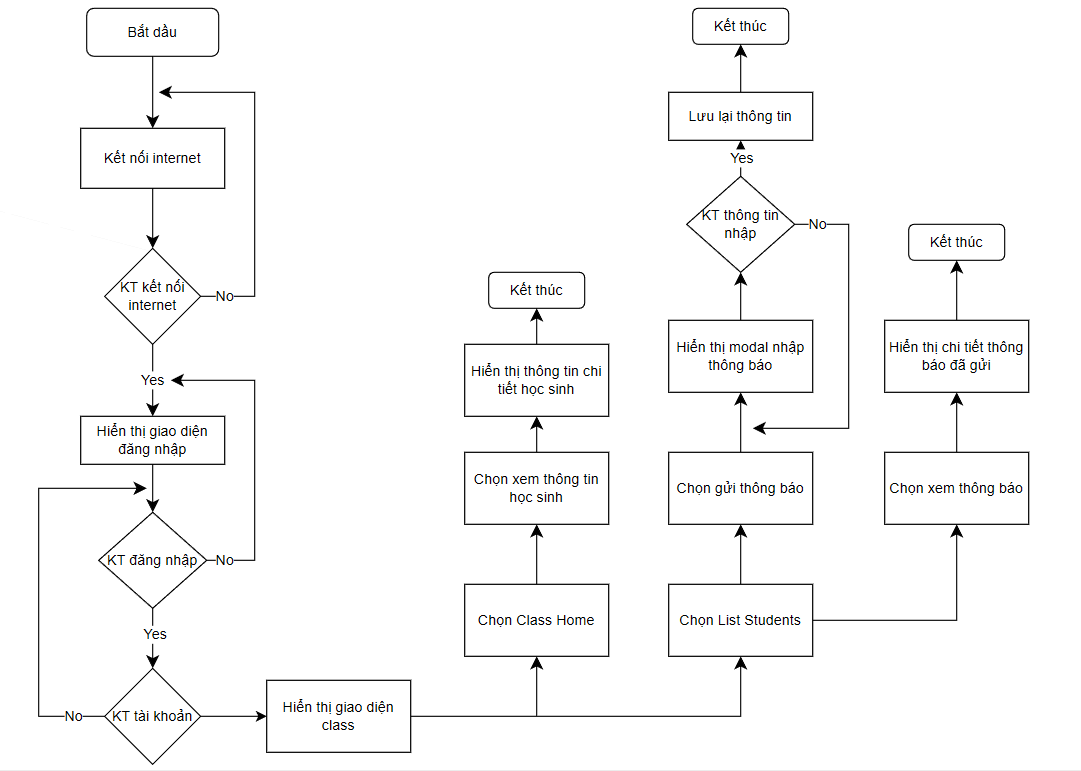 Bắt dầu
Kết nối internet
KT kết nối
internet
No
Yes
Hiển thị giao diện
đăng nhập
KT đăng nhập
No
Yes
KT tài khoản
No
Hiển thị giao diện
class
Chọn Class Home
Chọn xem thông tin
học sinh
Hiển thị thông tin chi
tiết học sinh
Kết thúc
Chọn List Students
Chọn gửi thông báo
Hiển thị modal nhập
thông báo
KT thông tin
nhập
No
Yes
Lưu lại thông tin
Kết thúc
Chọn xem thông báo
Hiển thị chi tiết thông
báo đã gửi
Kết thúc